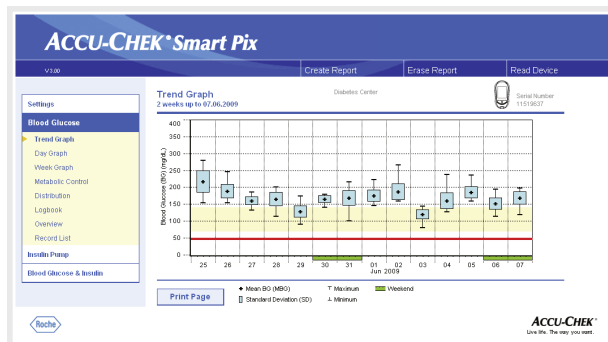 ACCU-CHEK® Smart Pix
V3.00
Create Report
Erase Report
Read Device
Settings
Blood Glucose
Trend Graph
Day Graph
Week Graph
Metabolic Control
Distribution
Logbook
Overview
Record List
Insulin Pump
Blood Glucose & Insulin
Trend Graph
2 weeks up to 07.06.2009
Diabetes Center
Serial Number
11519637
Blood Glucose (BG) (mg/dL)
400
350
300
250
200
150
100
50
0
25 26 27 28 29 30 31 01 02 03 04 05 06 07
Jun 2009
Print Page
Mean BG (MBG)
Maximum
Weekend
Standard Deviation (SD)
Minimum
Roche
ACCU-CHEK®
Live life. The way you want.